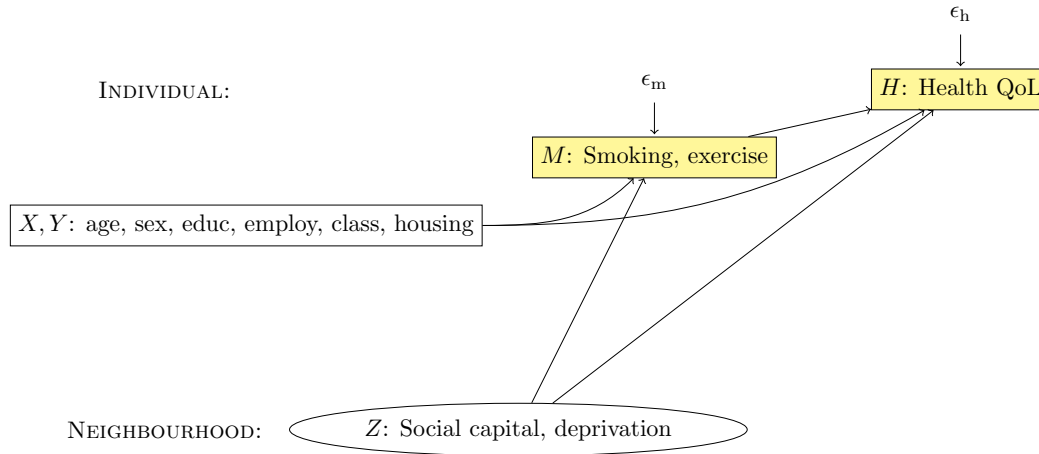 ϵh
INDIVIDUAL:
H: Health QoL
ϵm
M: Smoking, exercise
X, Y: age, sex, educ, employ, class, housing
NEIGHBOURHOOD:
Z: Social capital, deprivation